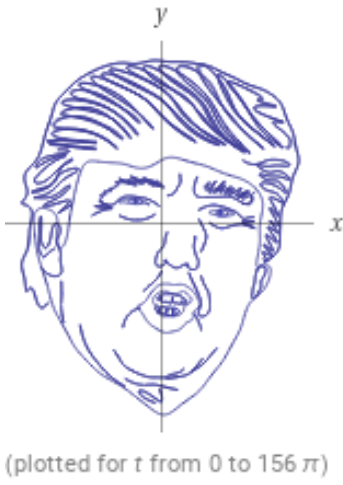 y
x
(plotted for t from 0 to 156 π)